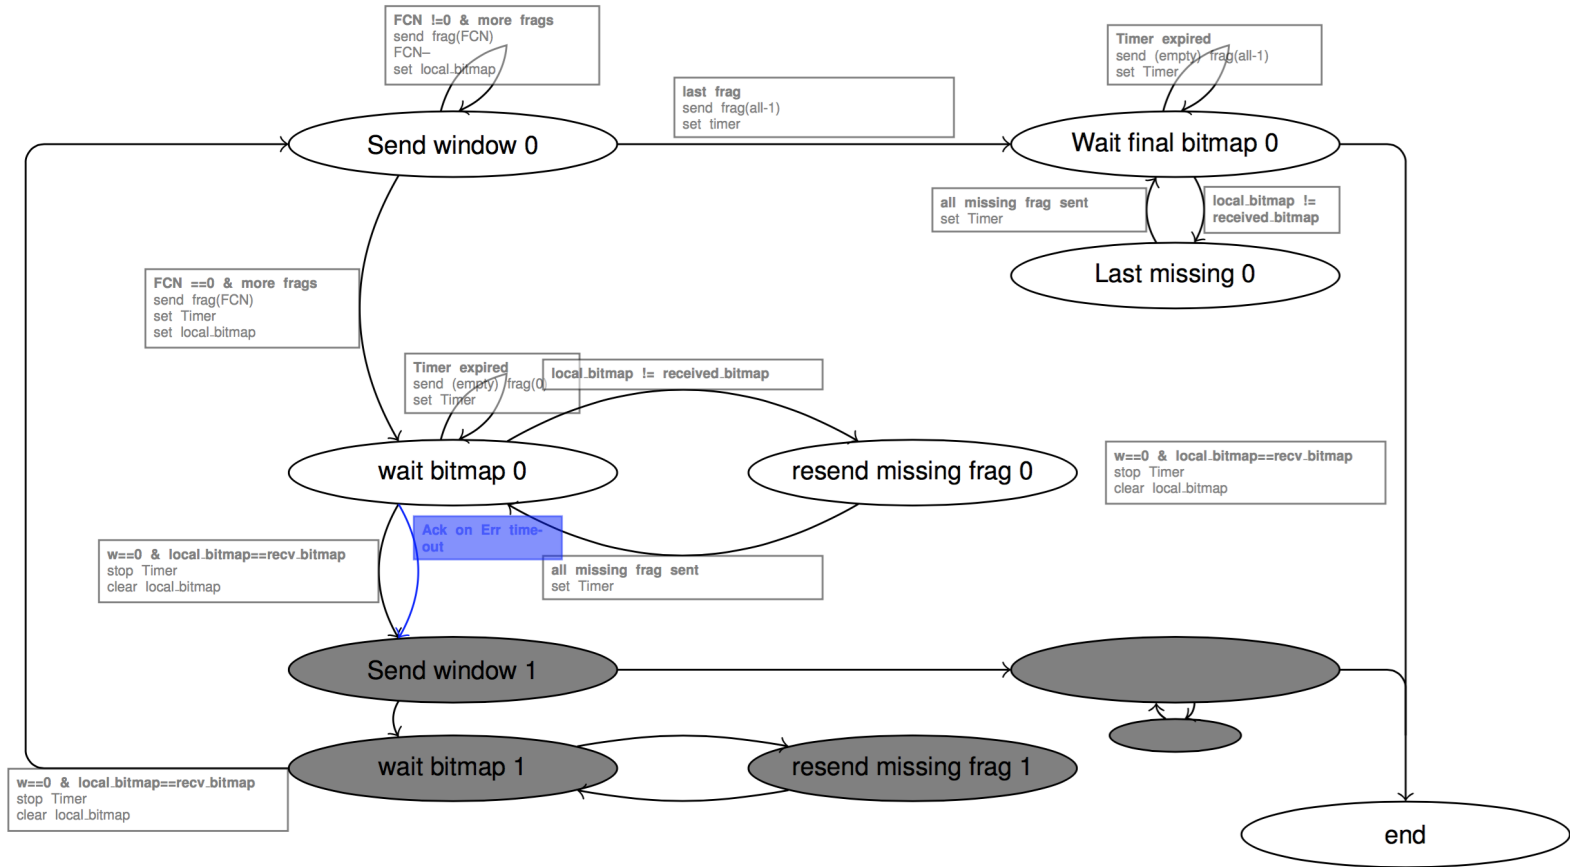 FCN !=0 & more frags
send frag(FCN)
FCN–
set local_bitmap
Timer expired
send (empty) frag(all-1)
set Timer
last frag
send frag(all-1)
set timer
Send window 0
Wait final bitmap 0
all missing frag sent
set Timer
local_bitmap !=
received_bitmap
Last missing 0
FCN ==0 & more frags
send frag(FCN)
set Timer
set local_bitmap
Timer expired
send (empty) frag(0)
set Timer
local_bitmap != received_bitmap
wait bitmap 0
resend missing frag 0
w==0 & local_bitmap==recv_bitmap
stop Timer
clear local_bitmap
Ack on Err time-
out
w==0 & local_bitmap==recv_bitmap
stop Timer
clear local_bitmap
all missing frag sent
set Timer
Send window 1
wait bitmap 1
resend missing frag 1
w==0 & local_bitmap==recv_bitmap
stop Timer
clear local_bitmap
end